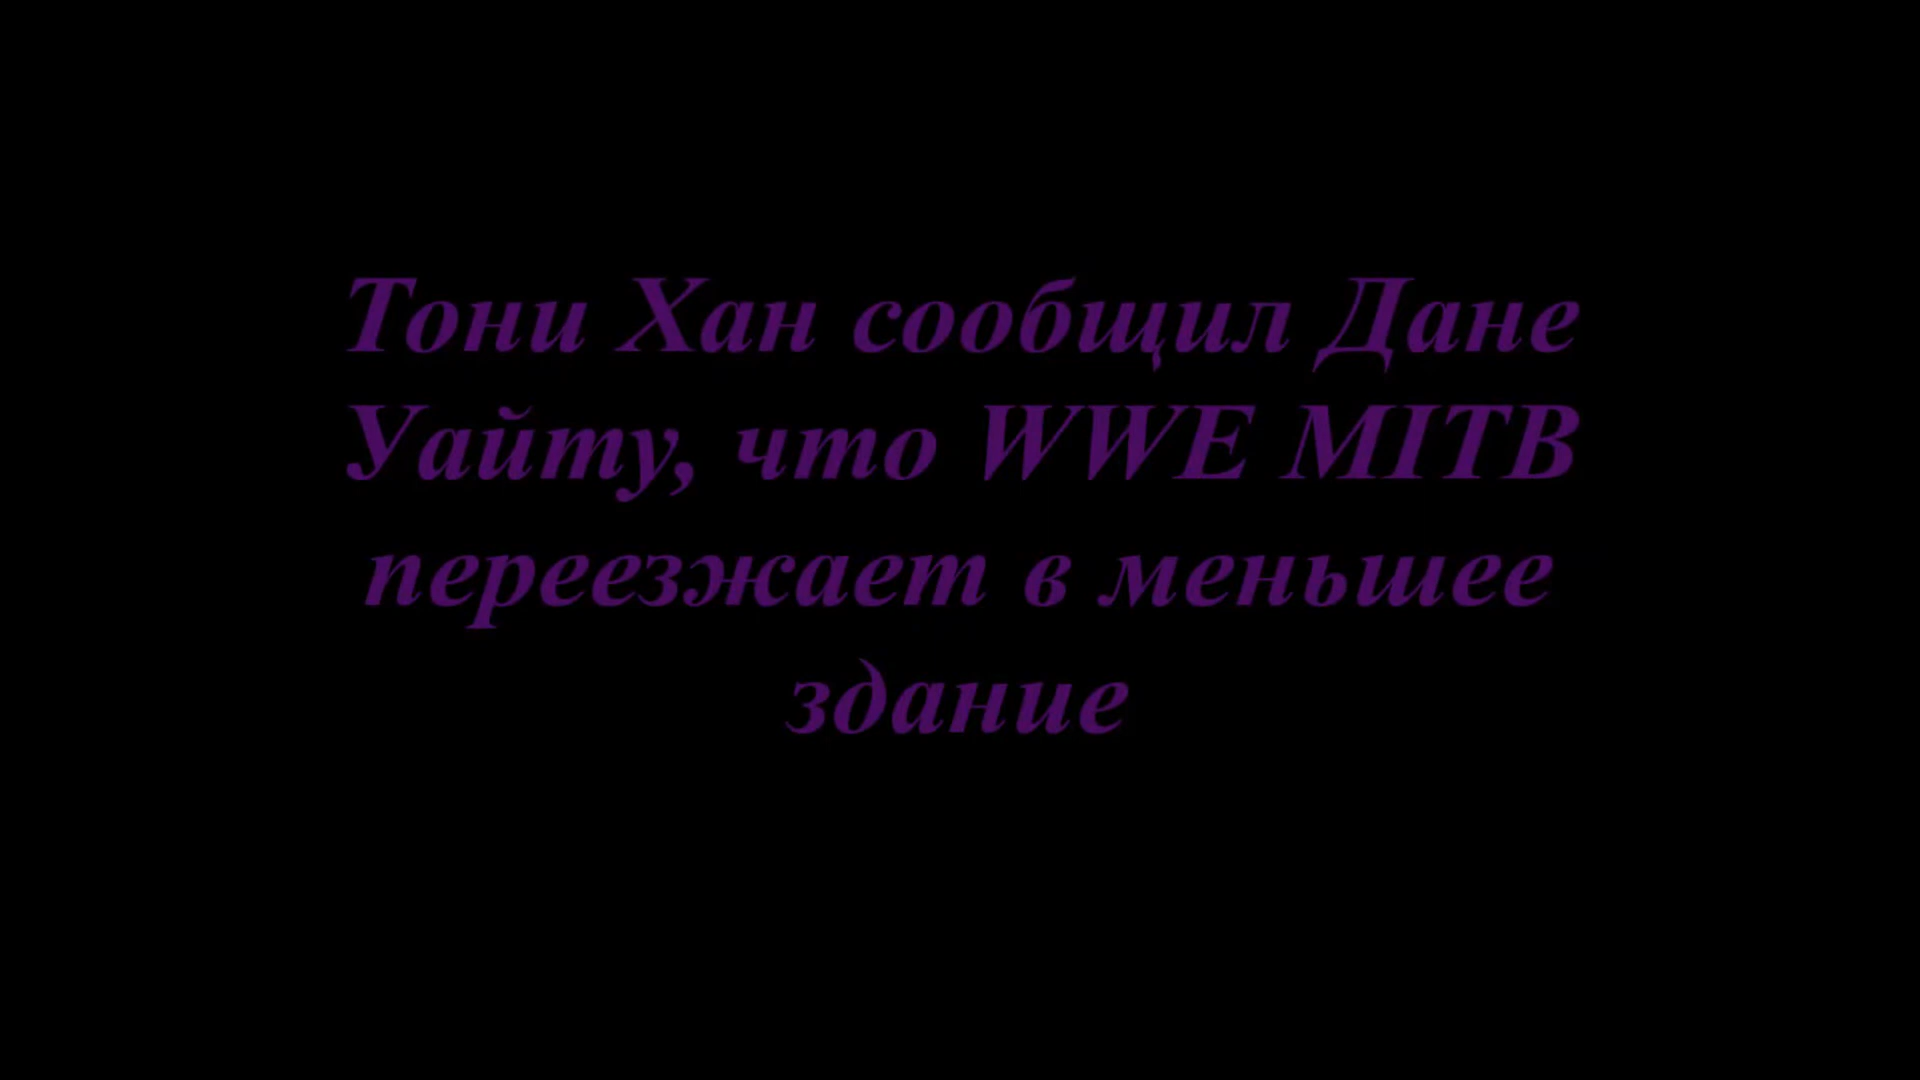 Тони Хан сообщил Дане
Уайту, что WWE MITB
переезжает в меньшее
здание